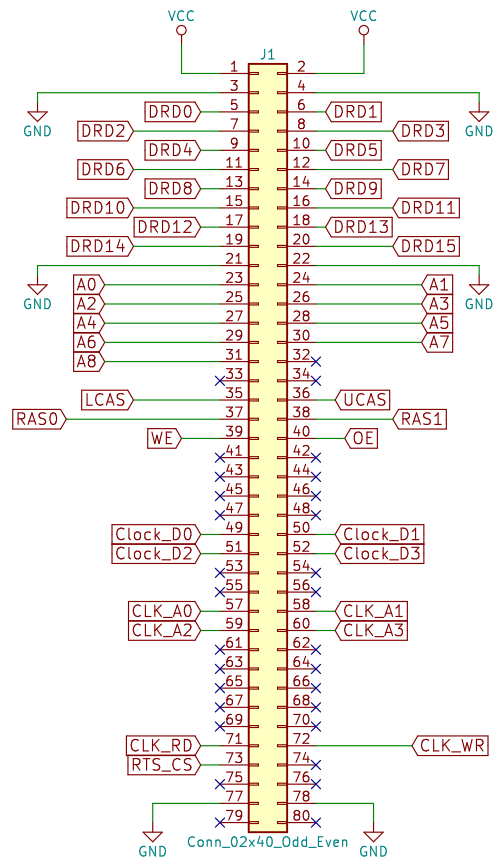 VCC VCC
J1
1 2
3 4
GND GND
DRD0 5 6 DRD1
DRD2 7 8 DRD3
DRD4 9 10 DRD5
DRD6 11 12 DRD7
DRD8 13 14 DRD9
DRD10 15 16 DRD11
DRD12 17 18 DRD13
DRD14 19 20 DRD15
21 22
GND GND
A0 23 24 A1
A2 25 26 A3
A4 27 28 A5
A6 29 30 A7
A8 31 32
33 34
LCAS 35 36 UCAS
RAS0 37 38 RAS1
WE 39 40 OE
41 42
43 44
45 46
47 48
Clock_D0 49 50 Clock_D1
Clock_D2 51 52 Clock_D3
53 54
55 56
CLK_A0 57 58 CLK_A1
CLK_A2 59 60 CLK_A3
61 62
63 64
65 66
67 68
69 70
CLK_RD 71 72 CLK_WR
RTS_CS 73 74
75 76
77 78
79 80
Conn_02x40_Odd_Even
GND GND